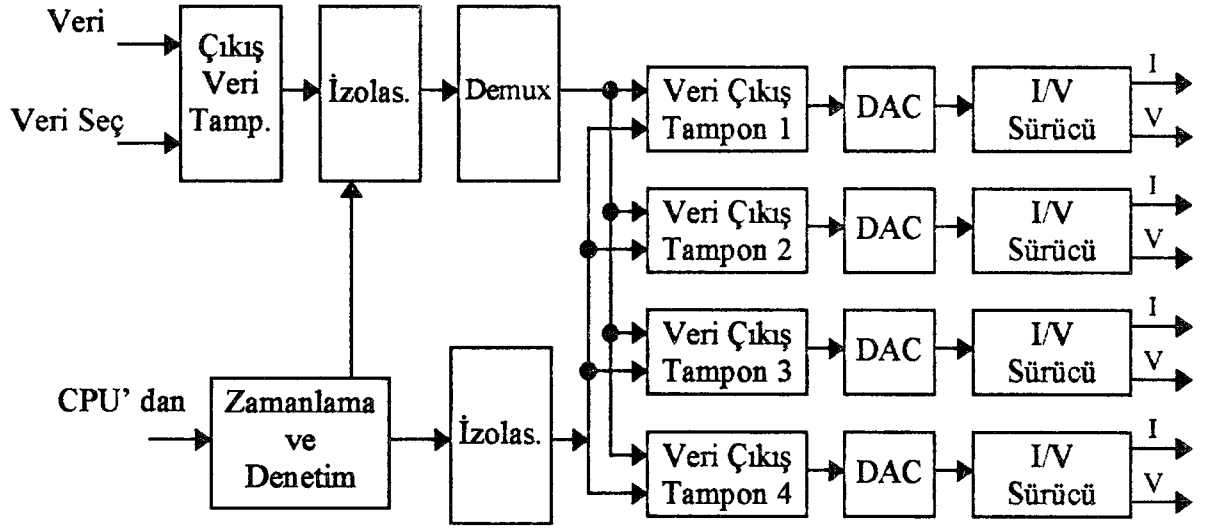 Veri
Veri Seç
Çıkış
Veri
Tamp.
İzolas.
Demux
Veri Çıkış
Tampon 1
DAC
I/V
Sürücü
I
V
Veri Çıkış
Tampon 2
DAC
I/V
Sürücü
I
V
Veri Çıkış
Tampon 3
DAC
I/V
Sürücü
I
V
CPU' dan
Zamanlama
ve
Denetim
İzolas.
Veri Çıkış
Tampon 4
DAC
I/V
Sürücü
I
V